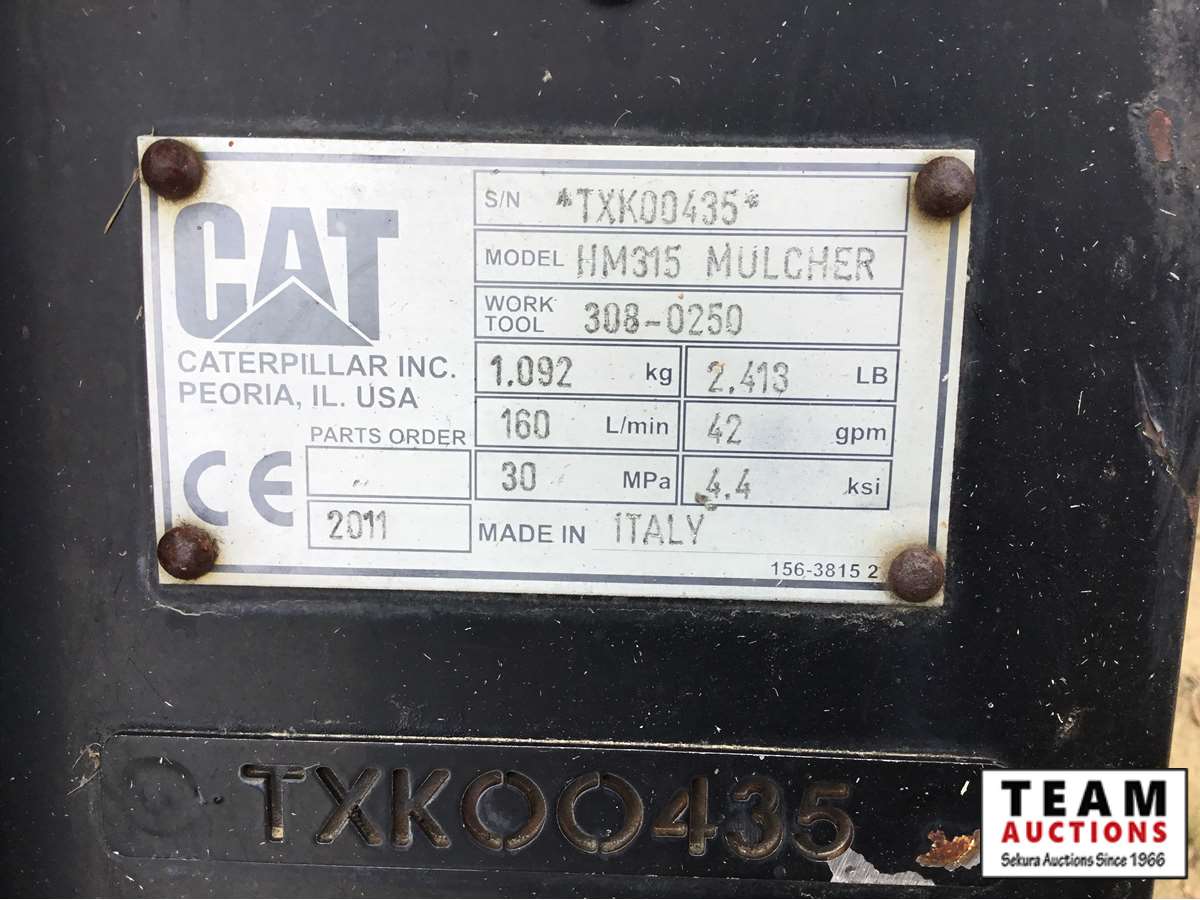 CAT
CATERPILLAR INC.
PEORIA, IL. USA
S/N *TXK00435*
MODEL HM315 MULCHER
WORK TOOL 308-0250
1.092 kg 2.413 LB
PARTS ORDER 160 L/min 42 gpm
30 MPa 4.4 ksi
CE
2011 MADE IN ITALY
156-3815 2
TXK00435
TEAM
AUCTIONS
Sekura Auctions Since 1966